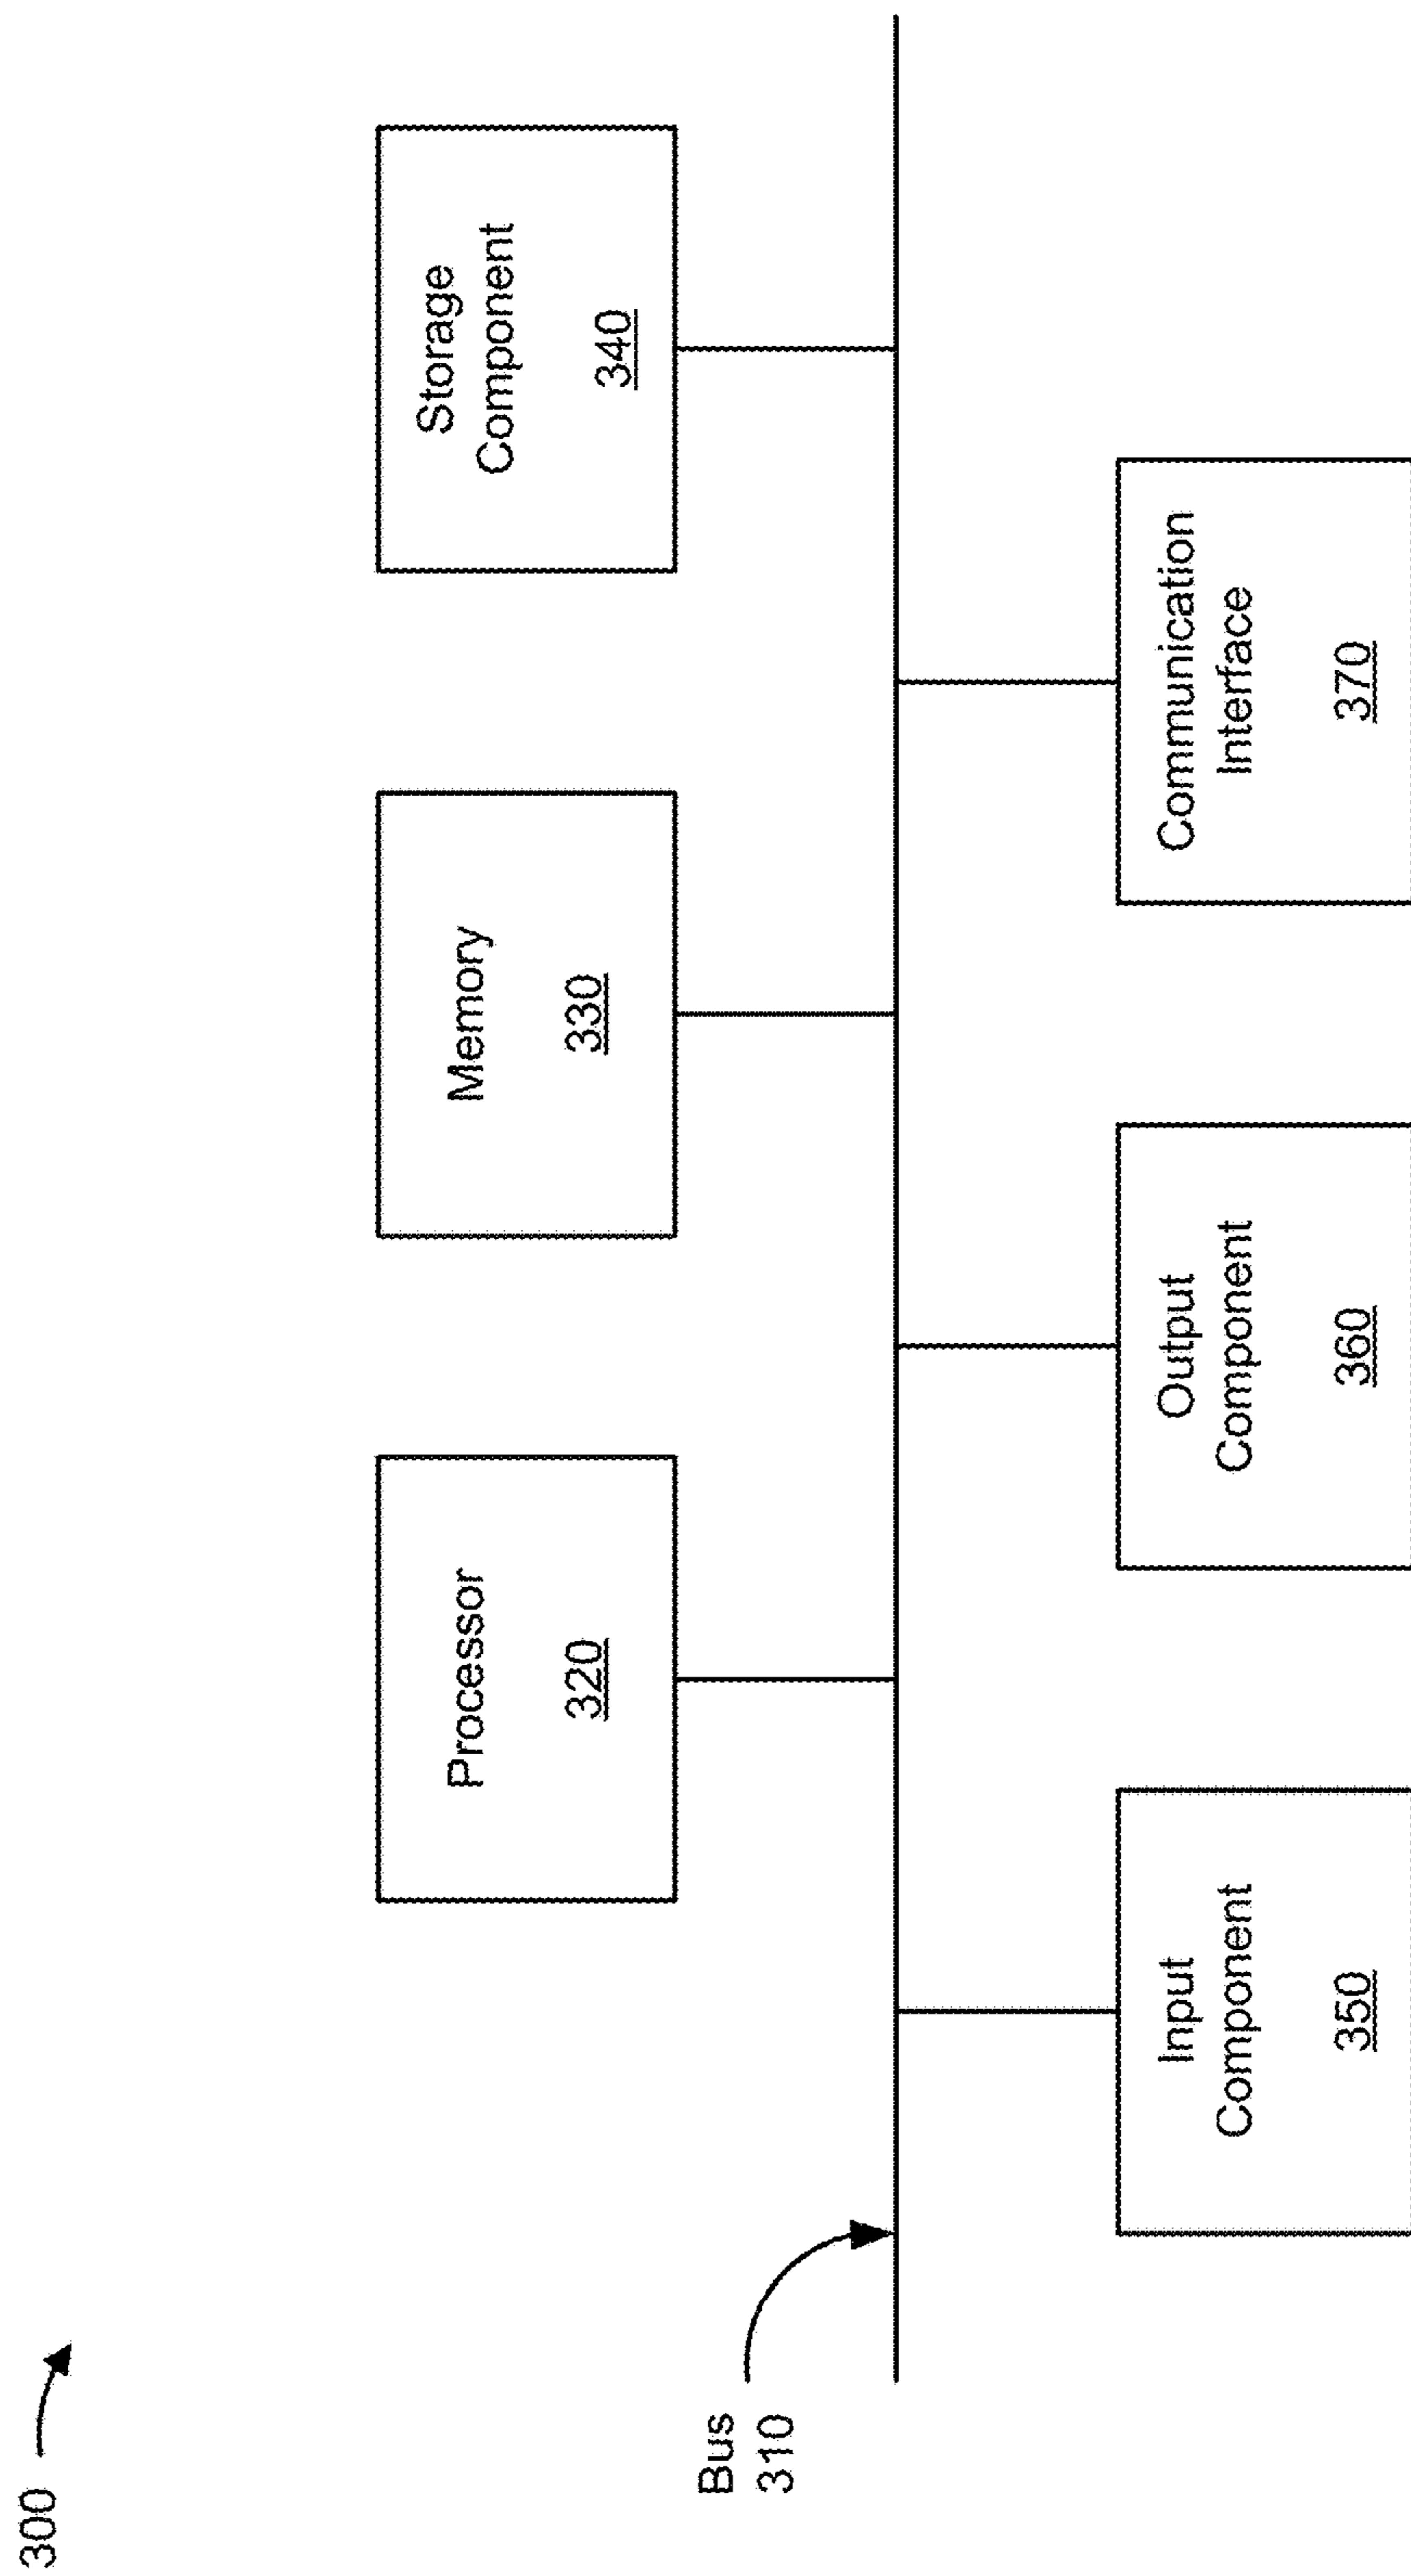 300
Bus
310
Processor
320
Memory
330
Storage
Component
340
Input
Component
350
Output
Component
360
Communication
Interface
370